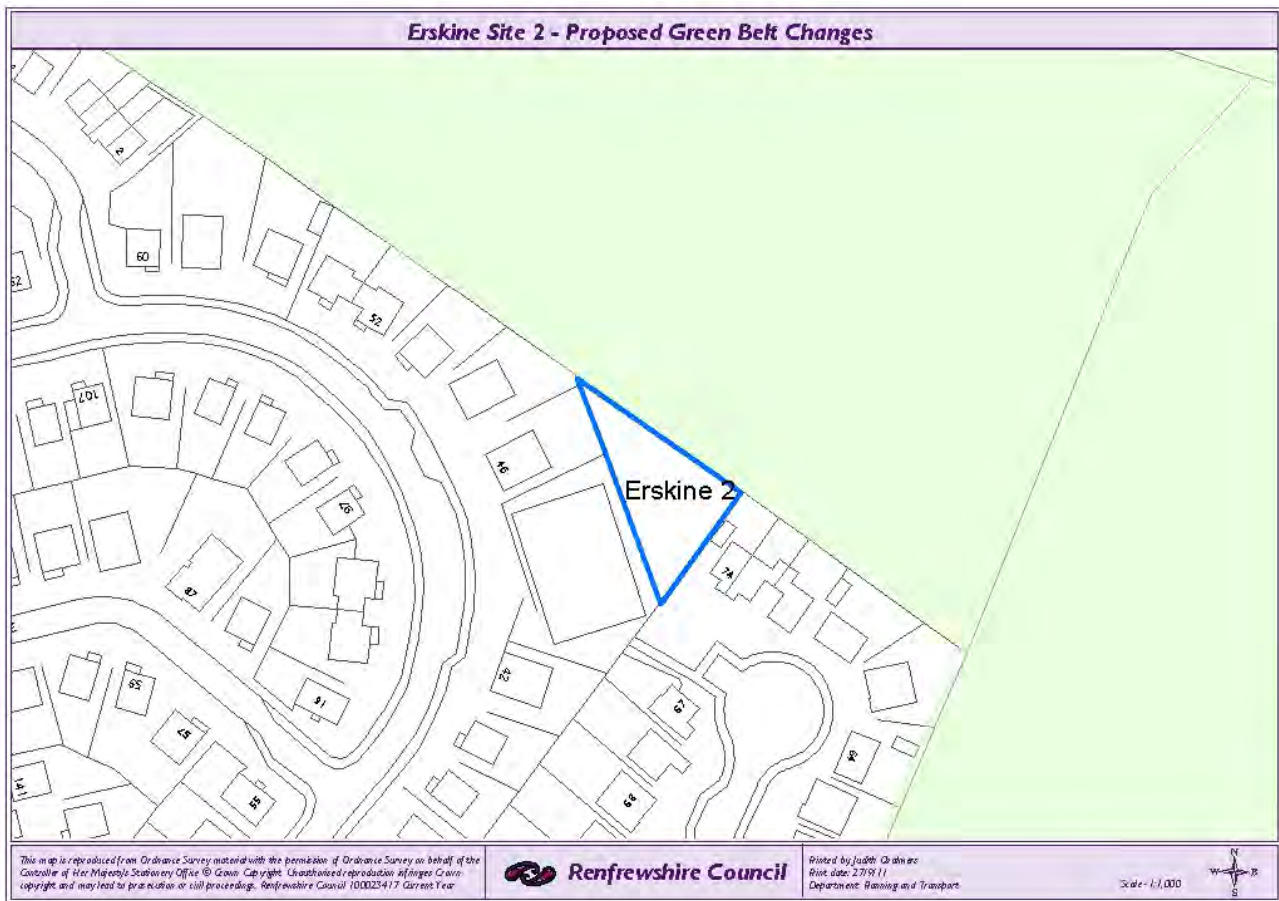 Erskine Site 2 - Proposed Green Belt Changes
2
60
62
52
107
46
Erskine 2
97
74
87
42
16
59
57
67
64
69
141
55
This map is reproduced from Ordnance Survey material with the permission of Ordnance Survey on behalf of the
Controller of Her Majesty's Stationery Office © Crown Copyright. Unauthorised reproduction infringes Crown
copyright and may lead to prosecution or civil proceedings. Renfrewshire Council 100023417 Current Year
Renfrewshire Council
Printed by Judith Chalmers
Print date: 27/9/11
Department: Planning and Transport
Scale - 1:1,000
N
W
E
S